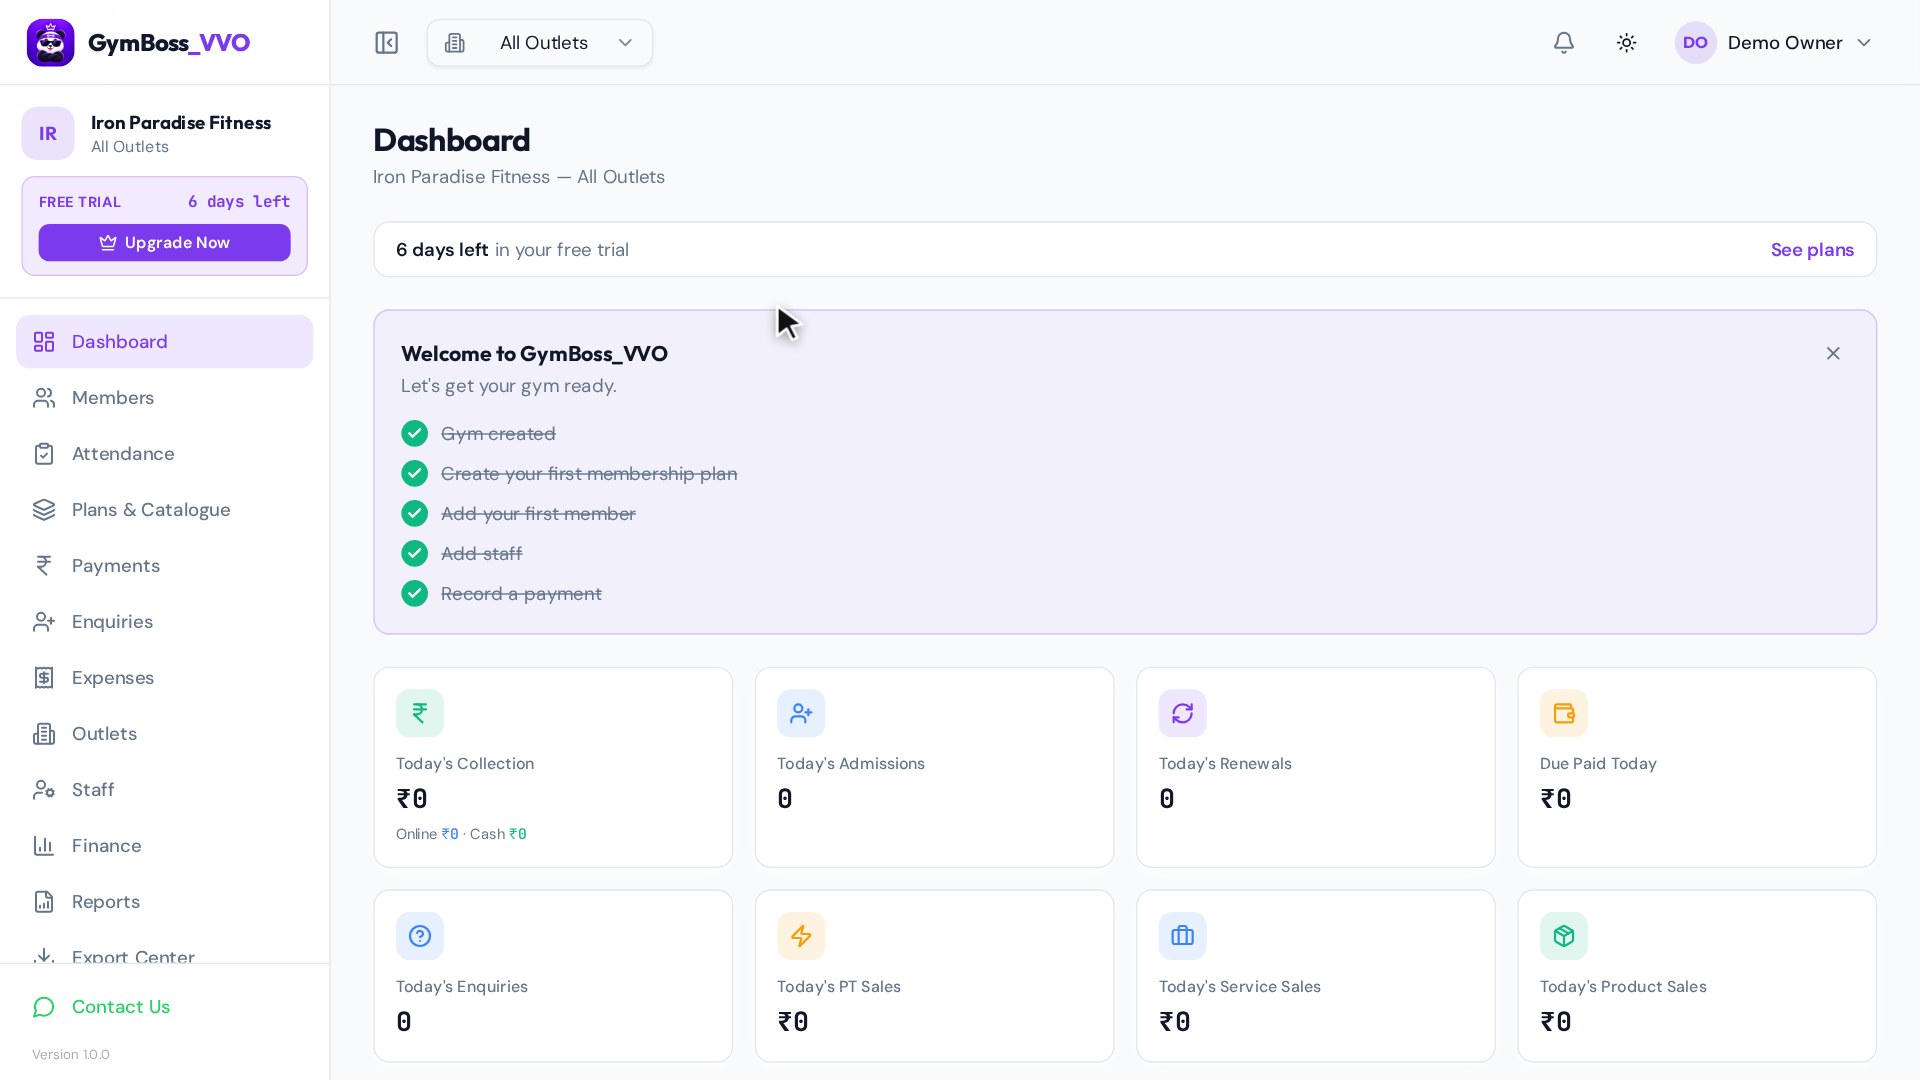 GymBoss_VVO
All Outlets
DO
Demo Owner
IR
Iron Paradise Fitness
All Outlets
FREE TRIAL
6 days left
Upgrade Now
Dashboard
Members
Attendance
Plans & Catalogue
Payments
Enquiries
Expenses
Outlets
Staff
Finance
Reports
Export Center
Contact Us
Version 1.0.0
Dashboard
Iron Paradise Fitness — All Outlets
6 days left in your free trial
See plans
Welcome to GymBoss_VVO
Let's get your gym ready.
Gym created
Create your first membership plan
Add your first member
Add staff
Record a payment
Today's Collection
₹0
Online ₹0 · Cash ₹0
Today's Admissions
0
Today's Renewals
0
Due Paid Today
₹0
Today's Enquiries
0
Today's PT Sales
₹0
Today's Service Sales
₹0
Today's Product Sales
₹0